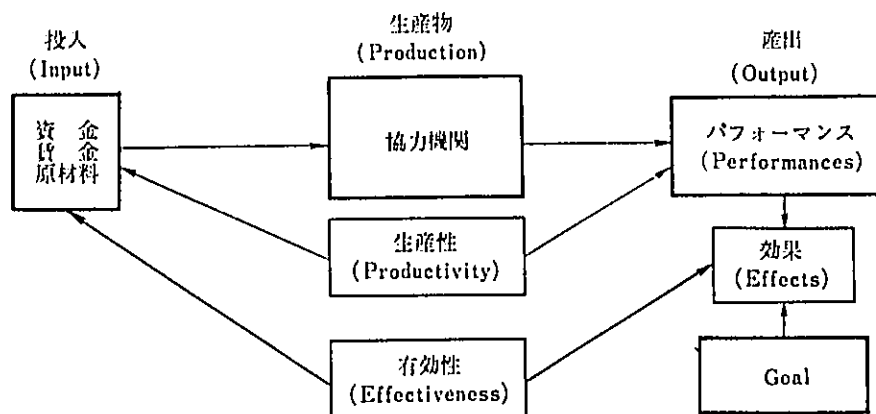 投入
(Input)
生産物
(Production)
産出
(Output)
資金
賃金
原材料
協力機関
パフォーマンス
(Performances)
生産性
(Productivity)
効果
(Effects)
有効性
(Effectiveness)
Goal